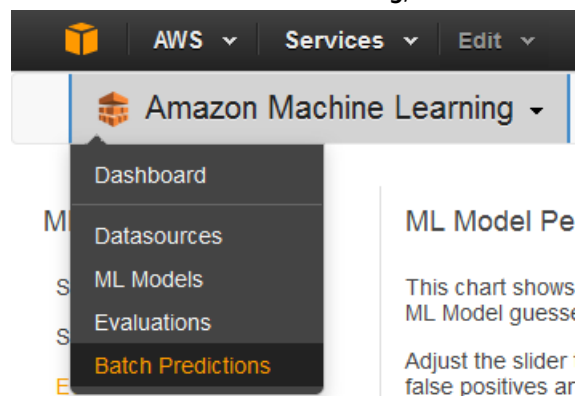 AWS Services Edit
Amazon Machine Learning
Dashboard
ML Model Pe
Datasources
ML Models
This chart shows
ML Model guesse
Evaluations
Batch Predictions
Adjust the slider
false positives ar